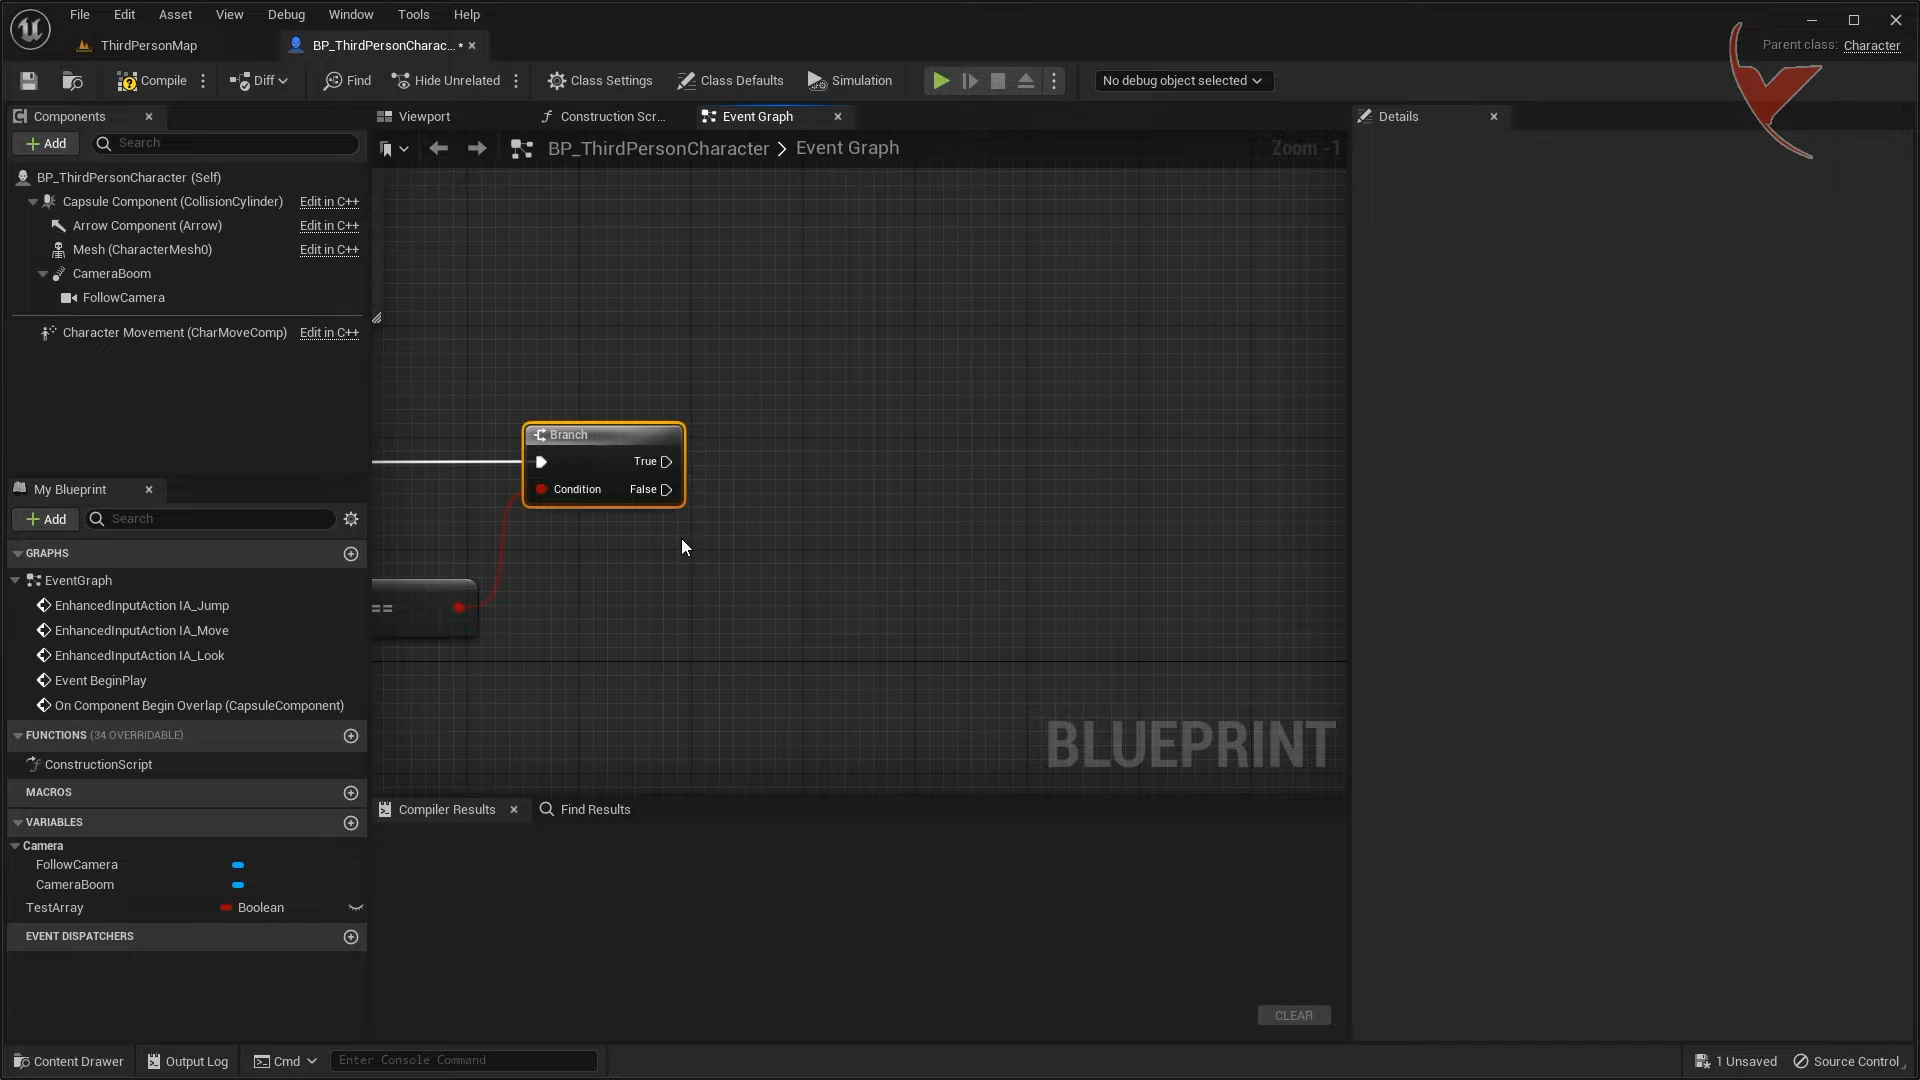 File Edit Asset View Debug Window Tools Help
ThirdPersonMap
BP_ThirdPersonCharac... •
Parent class: Character
Compile
Diff
Find
Hide Unrelated
Class Settings
Class Defaults
Simulation
No debug object selected
Components
Viewport
Construction Scr...
Event Graph
Details
Add
Search
BP_ThirdPersonCharacter > Event Graph
Zoom -1
BP_ThirdPersonCharacter (Self)
Capsule Component (CollisionCylinder) Edit in C++
Arrow Component (Arrow) Edit in C++
Mesh (CharacterMesh0) Edit in C++
CameraBoom
FollowCamera
Character Movement (CharMoveComp) Edit in C++
Branch
True
Condition False
==
BLUEPRINT
My Blueprint
Add
Search
GRAPHS
EventGraph
EnhancedInputAction IA_Jump
EnhancedInputAction IA_Move
EnhancedInputAction IA_Look
Event BeginPlay
On Component Begin Overlap (CapsuleComponent)
FUNCTIONS (34 OVERRIDABLE)
ConstructionScript
MACROS
VARIABLES
Camera
FollowCamera
CameraBoom
TestArray Boolean
EVENT DISPATCHERS
Compiler Results
Find Results
CLEAR
Content Drawer
Output Log
Cmd
Enter Console Command
1 Unsaved
Source Control